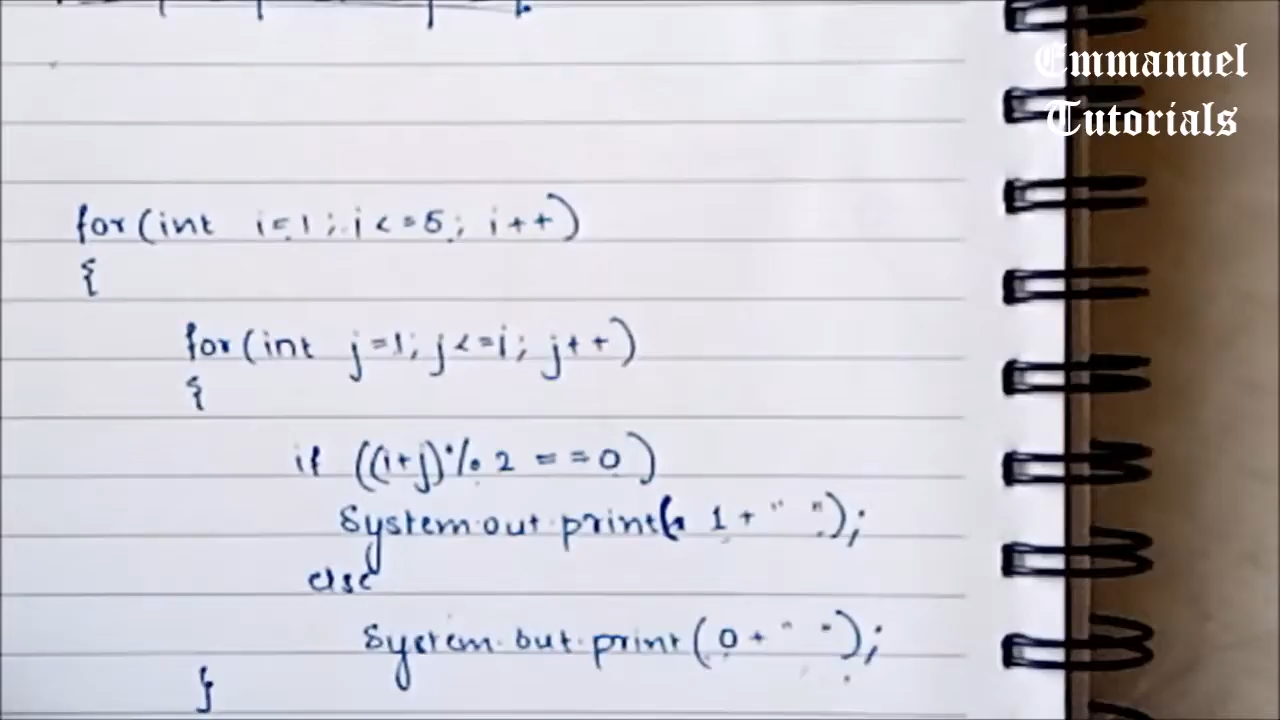 Emmanuel
Tutorials
for(int i=1; i<=5; i++)
{
for(int j=1; j<=i; j++)
{
if ((i+j)%2 ==0)
System.out.print( 1+" ");
else
System.out.print(0+" ");
}